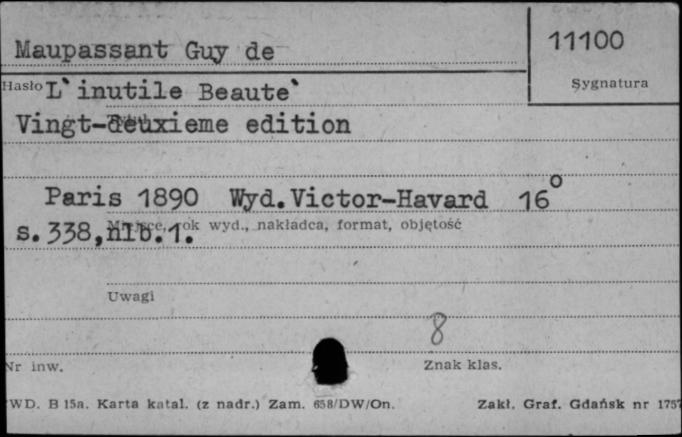 Maupassant Guy de
11100
Hasło L`inutile Beaute`
Sygnatura
Vingt-deuxieme edition
Paris 1890 Wyd.Victor-Havard 16°
s.338,nlb.1.
Miejsce, rok wyd., nakładca, format, objętość
Uwagi
8
Nr inw.
Znak klas.
WD. B 15a. Karta katal. (z nadr.) Zam. 658/DW/On.
Zakł. Graf. Gdańsk nr 1757